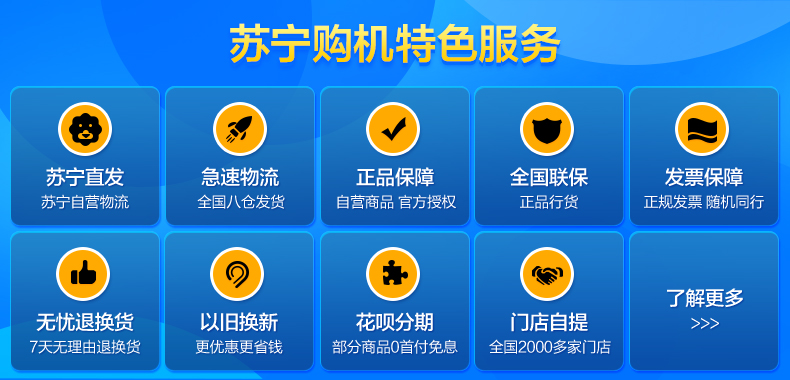 苏宁购机特色服务
苏宁直发
苏宁自营物流
急速物流
全国八仓发货
正品保障
自营商品 官方授权
全国联保
正品行货
发票保障
正规发票 随机同行
无忧退换货
7天无理由退换货
以旧换新
更优惠更省钱
花呗分期
部分商品0首付免息
门店自提
全国2000多家门店
了解更多
>>>